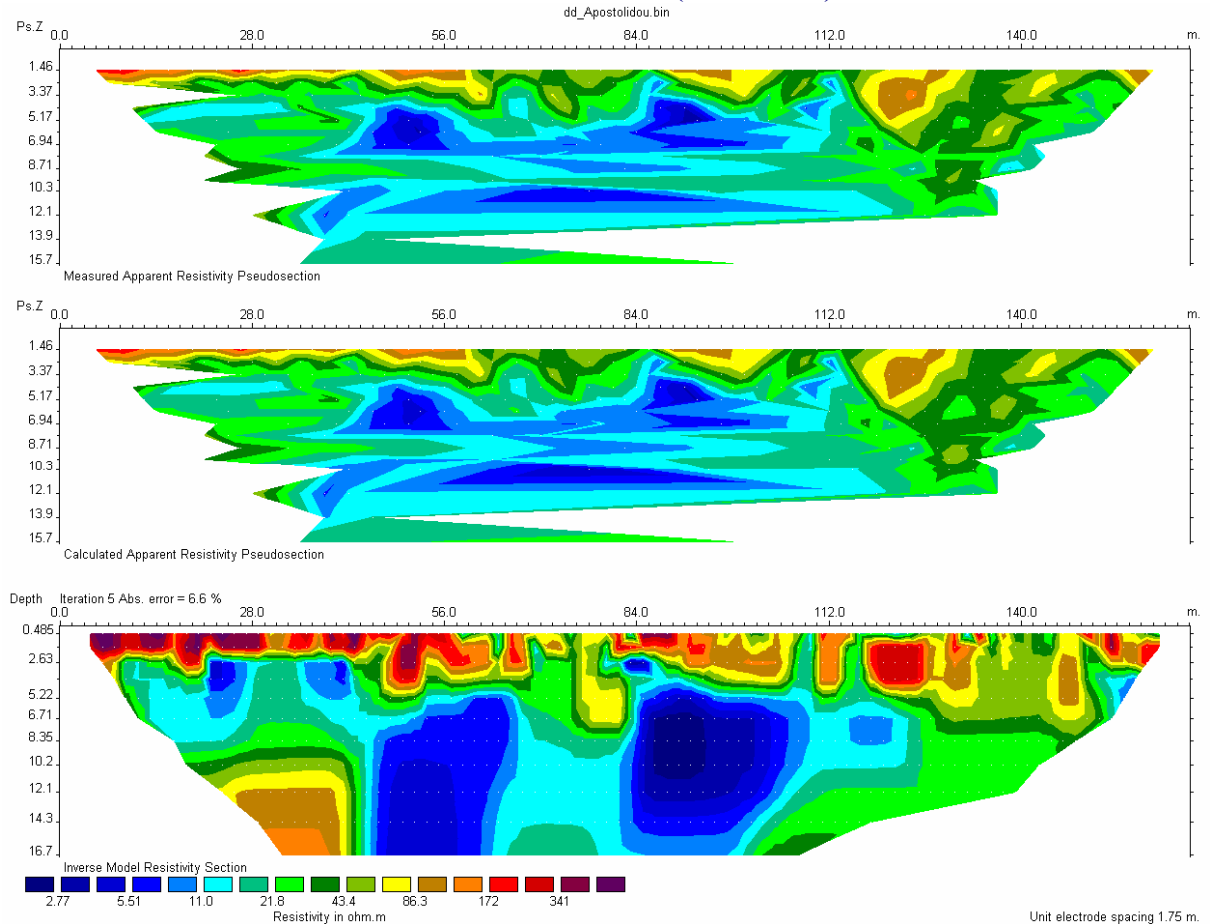 dd_Apostolidou.bin
Ps.Z 0.0 28.0 56.0 84.0 112.0 140.0 m.
1.46
3.37
5.17
6.94
8.71
10.3
12.1
13.9
15.7
Measured Apparent Resistivity Pseudosection
Ps.Z 0.0 28.0 56.0 84.0 112.0 140.0 m.
1.46
3.37
5.17
6.94
8.71
10.3
12.1
13.9
15.7
Calculated Apparent Resistivity Pseudosection
Depth Iteration 5 Abs. error = 6.6 %
0.0 28.0 56.0 84.0 112.0 140.0 m.
0.485
2.63
5.22
6.71
8.35
10.2
12.1
14.3
16.7
Inverse Model Resistivity Section
2.77 5.51 11.0 21.8 43.4 86.3 172 341
Resistivity in ohm.m
Unit electrode spacing 1.75 m.